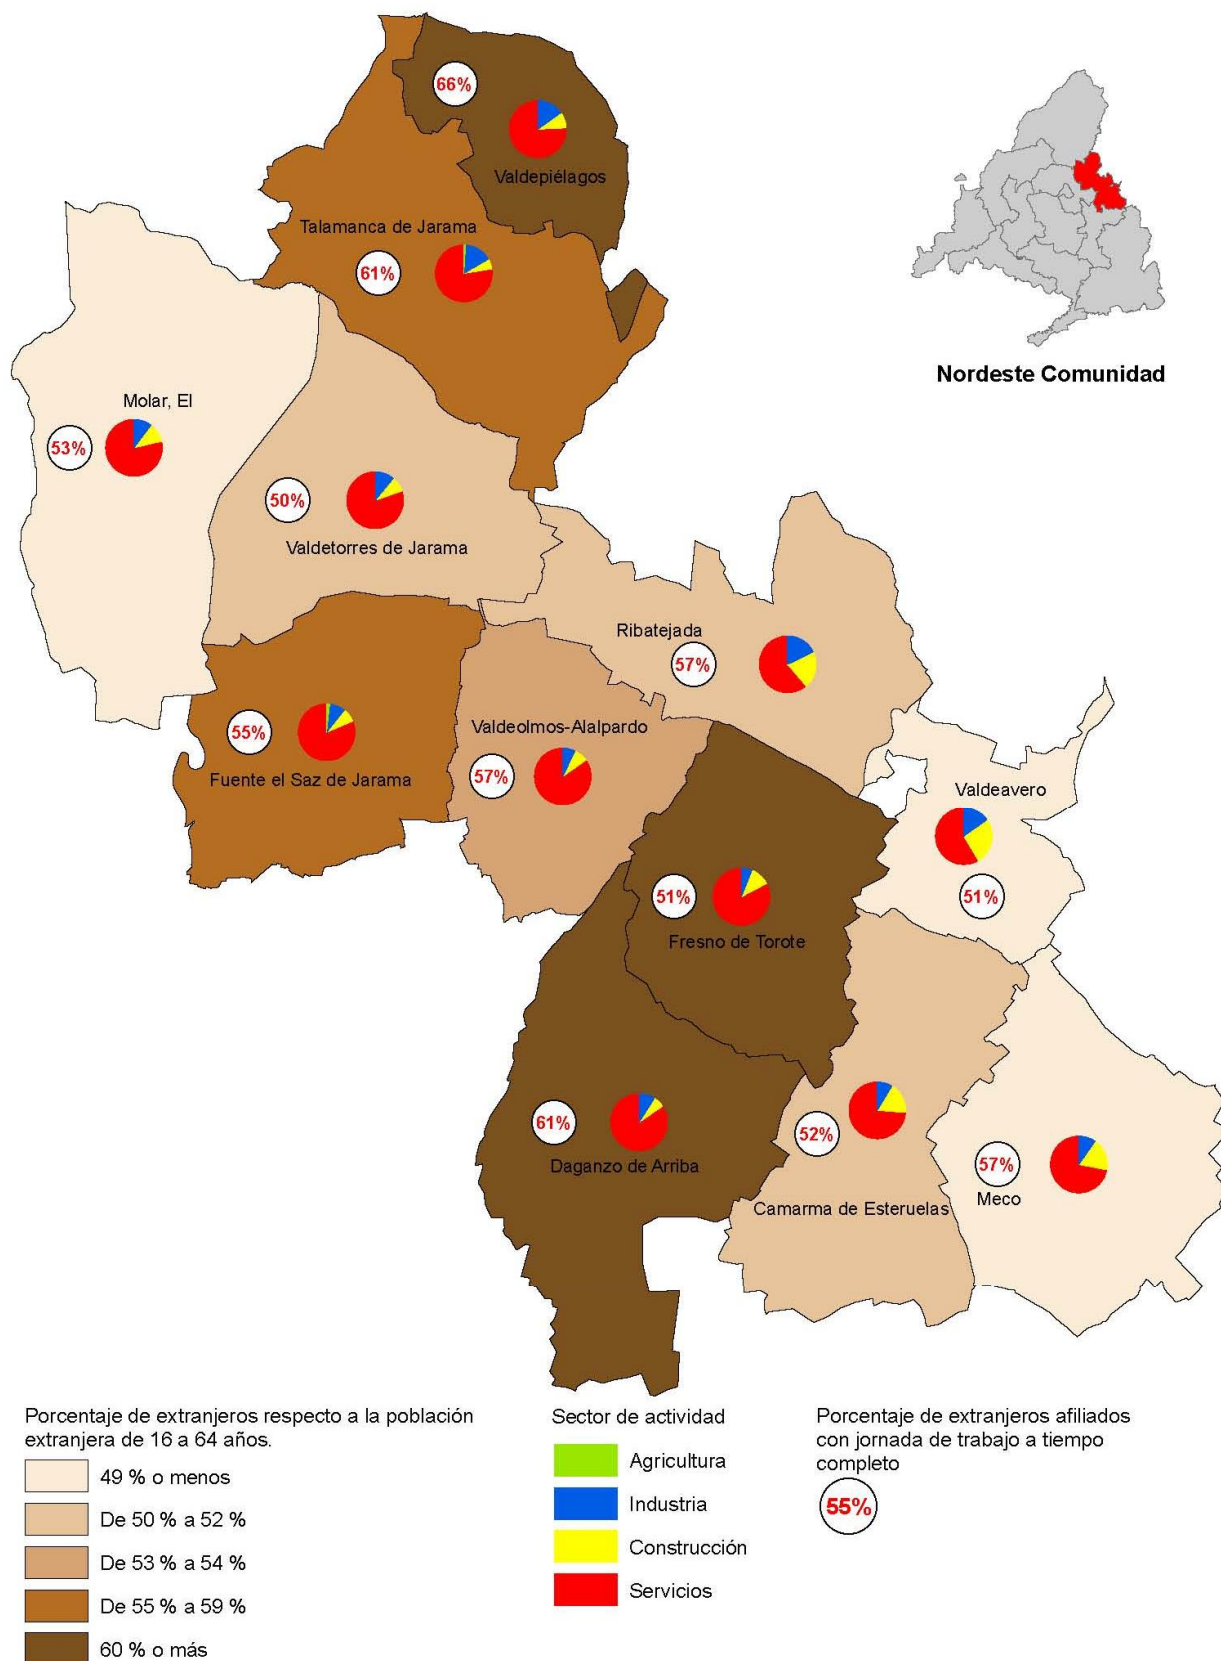 66%
Valdepiélagos
Talamanca de Jarama
61%
Nordeste Comunidad
Molar, El
53%
50%
Valdetorres de Jarama
Ribatejada
57%
55%
Fuente el Saz de Jarama
Valdeolmos-Alalpardo
57%
Valdeavero
51%
51%
Fresno de Torote
61%
Daganzo de Arriba
52%
Camarma de Esteruelas
57%
Meco
Porcentaje de extranjeros respecto a la población
extranjera de 16 a 64 años.
49 % o menos
De 50 % a 52 %
De 53 % a 54 %
De 55 % a 59 %
60 % o más
Sector de actividad
Agricultura
Industria
Construcción
Servicios
Porcentaje de extranjeros afiliados
con jornada de trabajo a tiempo
completo
55%